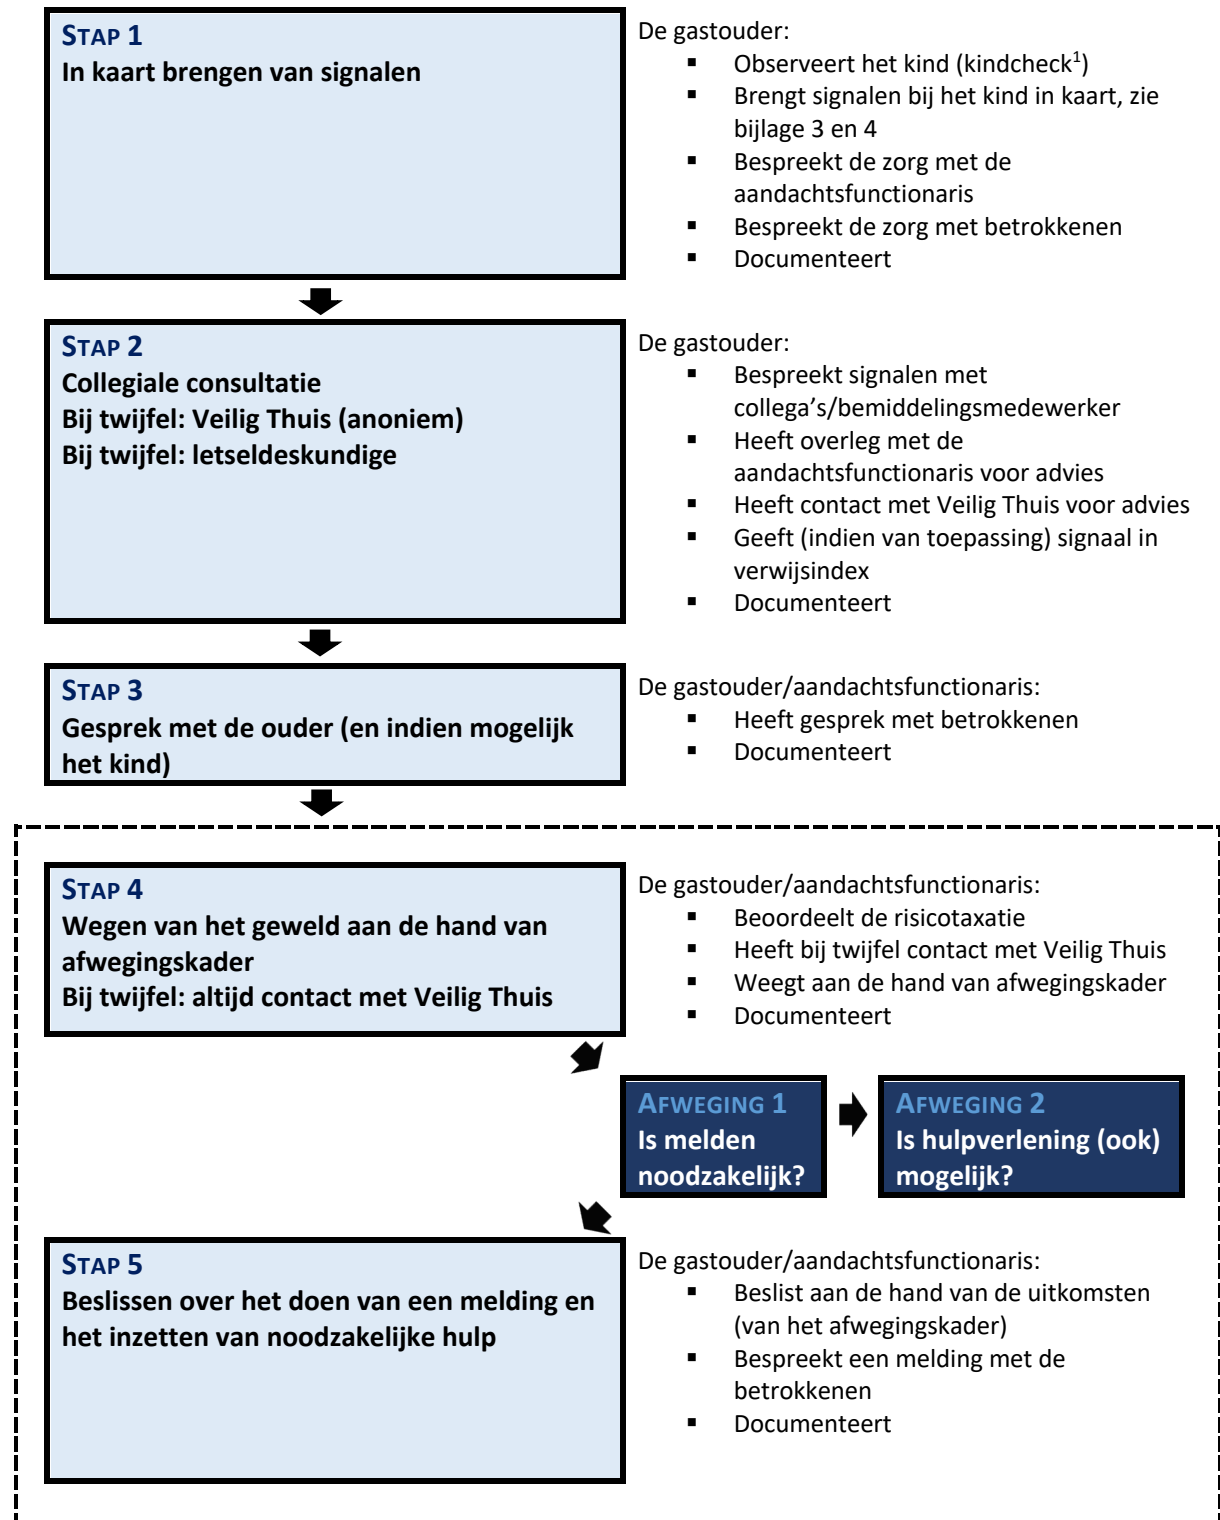 STAP 1
In kaart brengen van signalen
De gastouder:
▪ Observeert het kind (kindcheck¹)
▪ Brengt signalen bij het kind in kaart, zie
bijlage 3 en 4
▪ Bespreekt de zorg met de
aandachtsfunctionaris
▪ Bespreekt de zorg met betrokkenen
▪ Documenteert
STAP 2
Collegiale consultatie
Bij twijfel: Veilig Thuis (anoniem)
Bij twijfel: letseldeskundige
De gastouder:
▪ Bespreekt signalen met
collega’s/bemiddelingsmedewerker
▪ Heeft overleg met de
aandachtsfunctionaris voor advies
▪ Heeft contact met Veilig Thuis voor advies
▪ Geeft (indien van toepassing) signaal in
verwijsindex
▪ Documenteert
STAP 3
Gesprek met de ouder (en indien mogelijk
het kind)
De gastouder/aandachtsfunctionaris:
▪ Heeft gesprek met betrokkenen
▪ Documenteert
STAP 4
Wegen van het geweld aan de hand van
afwegingskader
Bij twijfel: altijd contact met Veilig Thuis
De gastouder/aandachtsfunctionaris:
▪ Beoordeelt de risicotaxatie
▪ Heeft bij twijfel contact met Veilig Thuis
▪ Weegt aan de hand van afwegingskader
▪ Documenteert
AFWEGING 1
Is melden
noodzakelijk?
AFWEGING 2
Is hulpverlening (ook)
mogelijk?
STAP 5
Beslissen over het doen van een melding en
het inzetten van noodzakelijke hulp
De gastouder/aandachtsfunctionaris:
▪ Beslist aan de hand van de uitkomsten
(van het afwegingskader)
▪ Bespreekt een melding met de
betrokkenen
▪ Documenteert